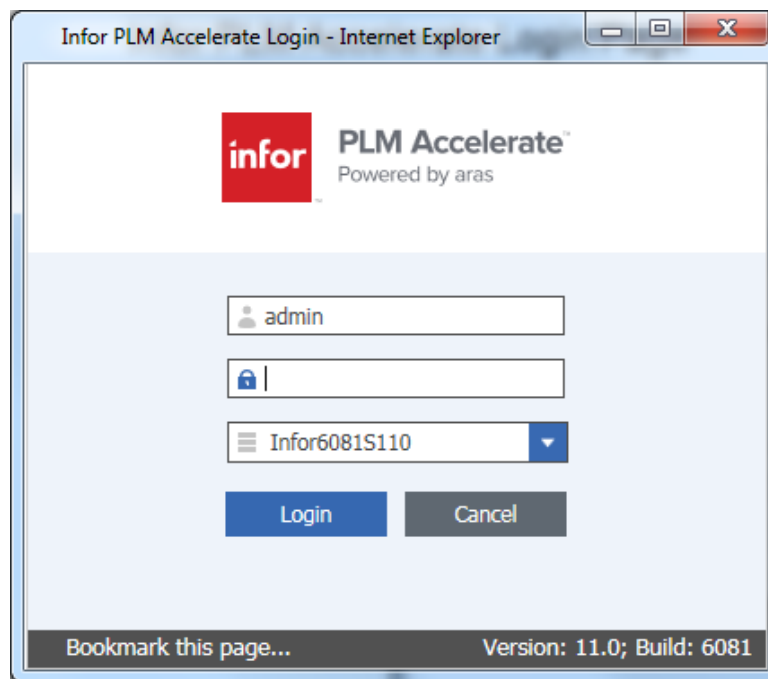 Infor PLM Accelerate Login - Internet Explorer
infor™
PLM Accelerate™
Powered by aras
admin
Infor6081S110
Login Cancel
Bookmark this page... Version: 11.0; Build: 6081